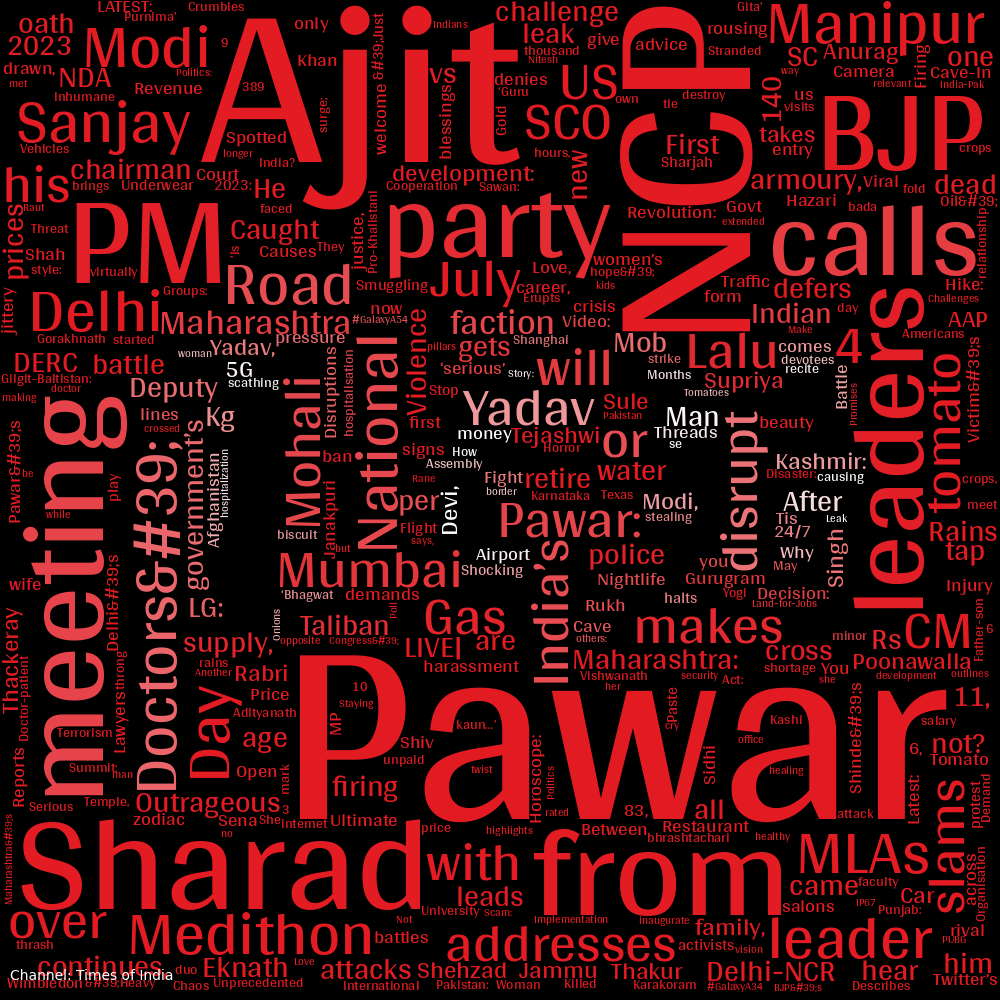 LATEST:
Crumbles
oath
Purnima'
only
challenge
Gita'
rousing
Manipur
2023
Modi
9
Ajit
Indians
leak
give
advice
Stranded
SC
Anurag
one
thousand
Nitesh
drawn,
NDA
Politics:
Khan
welcome &#39;Just
vs
denies
US
NCP
140
way
Camera
Firing
Cave-in
met
Inhumane
Revenue
389
'Guru
own
tie
destroy
us
relevant
India-Pak
Sanjay
surge:
blessings,
Gold
SCO
visits
BJP
Vehicles
Spotted
hours.
First
takes
crops
longer
India?
new
Sharjah
entry
his
chairman
Court
development:
armoury,
Viral
fold
dead
brings
Underwear
2023:
He
Cooperation
Sawan:
Hazari
bada
Oil&#39;
Raut
faced
Pro-Khalistani
party
Revolution:
Govt
extended
calls
relationship
prices
Threat
PM
Caught
justice,
women's
Shah
'Is,
Causes
They
Love,
hope&#39;
style:
virtually
Road
Smuggling
July
career,
kids
Traffic
defers
Hike:
jittery
Groups:
Erupts
form
Challenges
Delhi
Maharashtra
#GalaxyA54
now
faction
crisis
Video:
Indian
day
AAP
Gorakhnath
started
Shanghai
Make
Americans
woman
Yadav,
pressure
pillars
gets
Mob
Lalu
comes
4
DERC
battle
'serious'
story:
will
strike
devotees
recite
leaders
Gilgit-Baltistan:
doctor
5G
scathing
Disruptions
hospitalisation
National
Violence
Months
Supriya
Battle
Promises
Victim&#39;s
making
Deputy
Stop
Tomatoes
tomato
meeting
lines
Kg
Yadav
Sule
Man
beauty
crossed
first
Pakistan
Pawar&#39;s
Doctors&#39;
government's
Mohali
money
Tejashwi
or
Threads
disrupt
ban
signs
How
Horror
se
Kashmir:
be
play
Afghanistan
hospitalization
Assembly
Disaster:
causing
crops.
Rane
Fight
retire
water
while
Janakpuri
per
Devi,
border
Karnataka
Texas
Modi,
After
meet
biscuit
Flight
Pawar:
stealing
Tis
Leak
Rains
but
says,
24/7
Singh
tap
Airport
India's
police
you
Why
wife
Delhi&#39;s
Mumbai
Shocking
Nightlife
Gurugram
May
Injury
'Bhagwat
demands
Yogi
Decision:
LG:
Poll
Rukh
halts
Land-for-Jobs
Father-son
onions
Taliban
Gas
Cave
makes
minor
Rs
CM
6
Thackeray
supply,
opposite
Congress&#39;
LIVE|
are
others:
cross
Doctor-patient
Lawyers
throng
rains
Another
Rabri
harassment
Maharashtra:
shortage
You
Poonawalla
Vishwanath
security
Act:
she
development
outlines
Day
Price
10
Staying
her
Pawar
11,
Adityanath
MP
Paste
cry
Kashi
Shinde&#39;s
salary
Terrorism
age
kaun...'
office
6,
not?
Shiv
Horoscope:
Sidhi
Tomato
Reports
Summit:
man
Open
mark
unpaid
twist
Politics
healing
Latest:
slams
protest
Demand
Serious
Temple,
Outrageous
3
firing
rated
83,
all
attack
Maharashtra&#39;s
zodiac
Sena
She
Internet
Ultimate
price
highlights
Between
Restaurant
no
bhrashtachari
healthy
Sharad
with
from
MLAs
across
Organisation
leads
came
faculty
Car
salons
IP67
Punjab:
over
University
Scam:
Implementation
inaugurate
family,
rival
thrash
Medithon
Not
battles
addresses
activists
vision
leader
PUBG
continues
duo
Eknath
Love
attacks
Shehzad
Jammu
Thakur
Delhi-NCR
hear
him
Channel: Times of India
Wimbledon
&#39;Heavy
Chaos
Unprecedented
International
Pakistan:
Woman
Killed
Karakoram
#GalaxyA34
BJP&#39;s
Describes
Twitter's